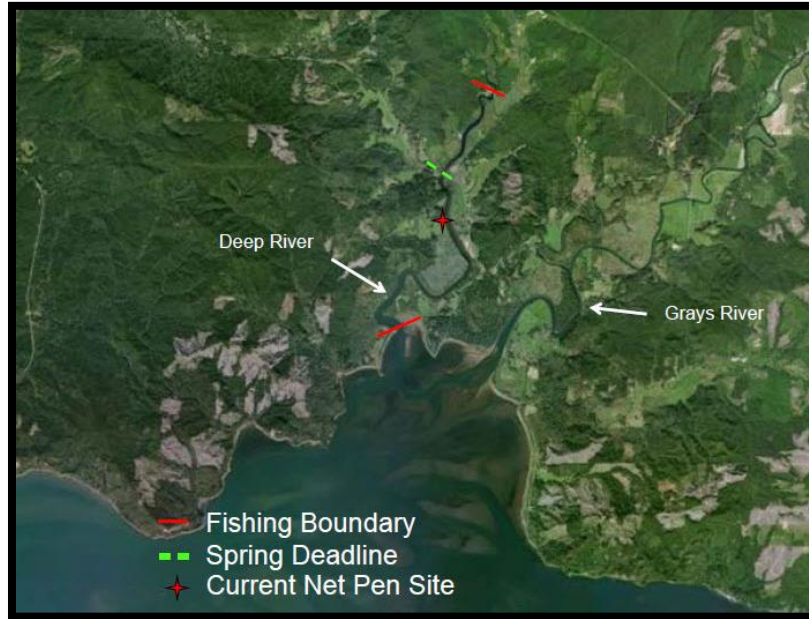 Deep River
Grays River
Fishing Boundary
Spring Deadline
Current Net Pen Site